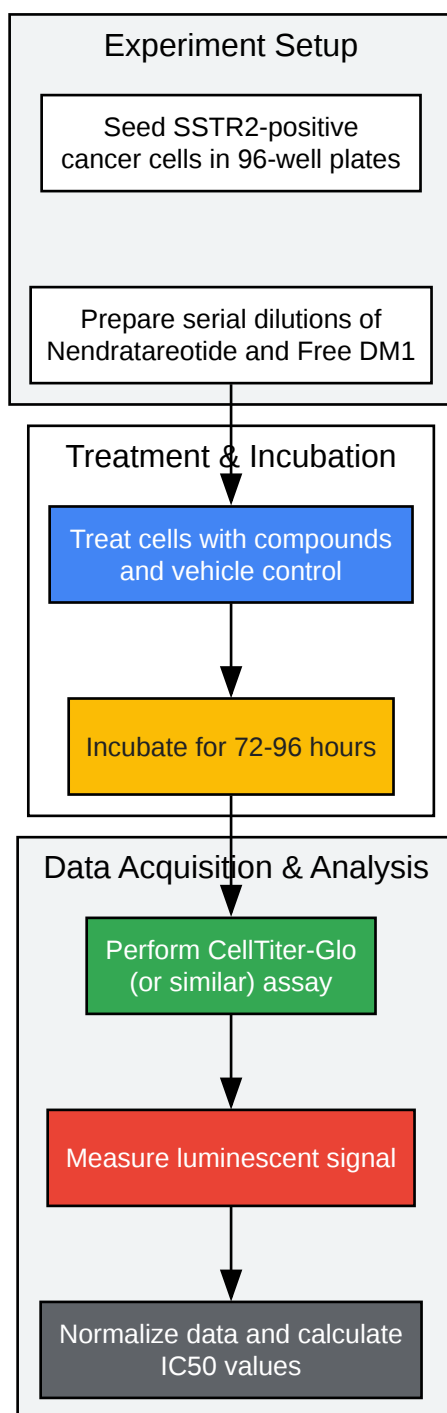 Experiment Setup
Seed SSTR2-positive
cancer cells in 96-well plates
Prepare serial dilutions of
Nendratareotide and Free DM1
Treatment & Incubation
Treat cells with compounds
and vehicle control
Incubate for 72-96 hours
Data Acquisition & Analysis
Perform CellTiter-Glo
(or similar) assay
Measure luminescent signal
Normalize data and calculate
IC50 values